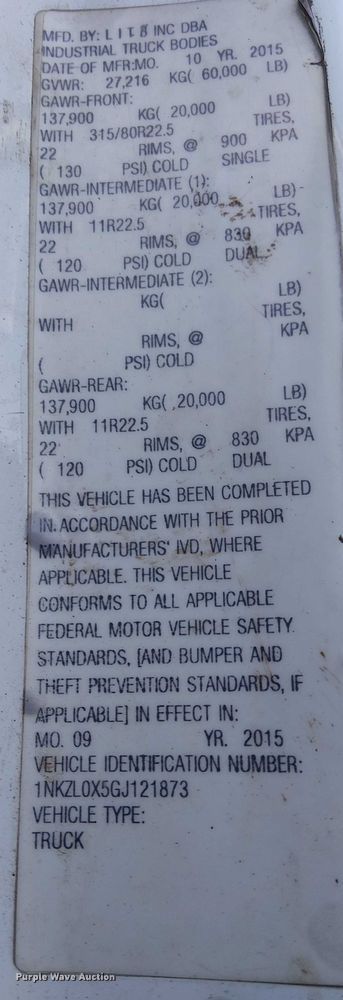 MFD. BY: L I T B INC DBA
INDUSTRIAL TRUCK BODIES
DATE OF MFR:MO. 10 YR. 2015
GVWR: 27,216 KG( 60,000 LB)
GAWR-FRONT:
137,900 KG( 20,000 LB)
WITH 315/80R22.5 TIRES,
22 RIMS, @ 900 KPA
( 130 PSI) COLD SINGLE
GAWR-INTERMEDIATE (1):
137,900 KG( 20,000 LB)
WITH 11R22.5 TIRES,
22 RIMS, @ 830 KPA
( 120 PSI) COLD DUAL
GAWR-INTERMEDIATE (2):
KG( LB)
WITH TIRES,
RIMS, @ KPA
( PSI) COLD
GAWR-REAR:
137,900 KG( 20,000 LB)
WITH 11R22.5 TIRES,
22 RIMS, @ 830 KPA
( 120 PSI) COLD DUAL
THIS VEHICLE HAS BEEN COMPLETED
IN ACCORDANCE WITH THE PRIOR
MANUFACTURERS' IVD, WHERE
APPLICABLE. THIS VEHICLE
CONFORMS TO ALL APPLICABLE
FEDERAL MOTOR VEHICLE SAFETY
STANDARDS, [AND BUMPER AND
THEFT PREVENTION STANDARDS, IF
APPLICABLE] IN EFFECT IN:
MO. 09 YR. 2015
VEHICLE IDENTIFICATION NUMBER:
1NKZL0X5GJ121873
VEHICLE TYPE:
TRUCK
Purple Wave Auction